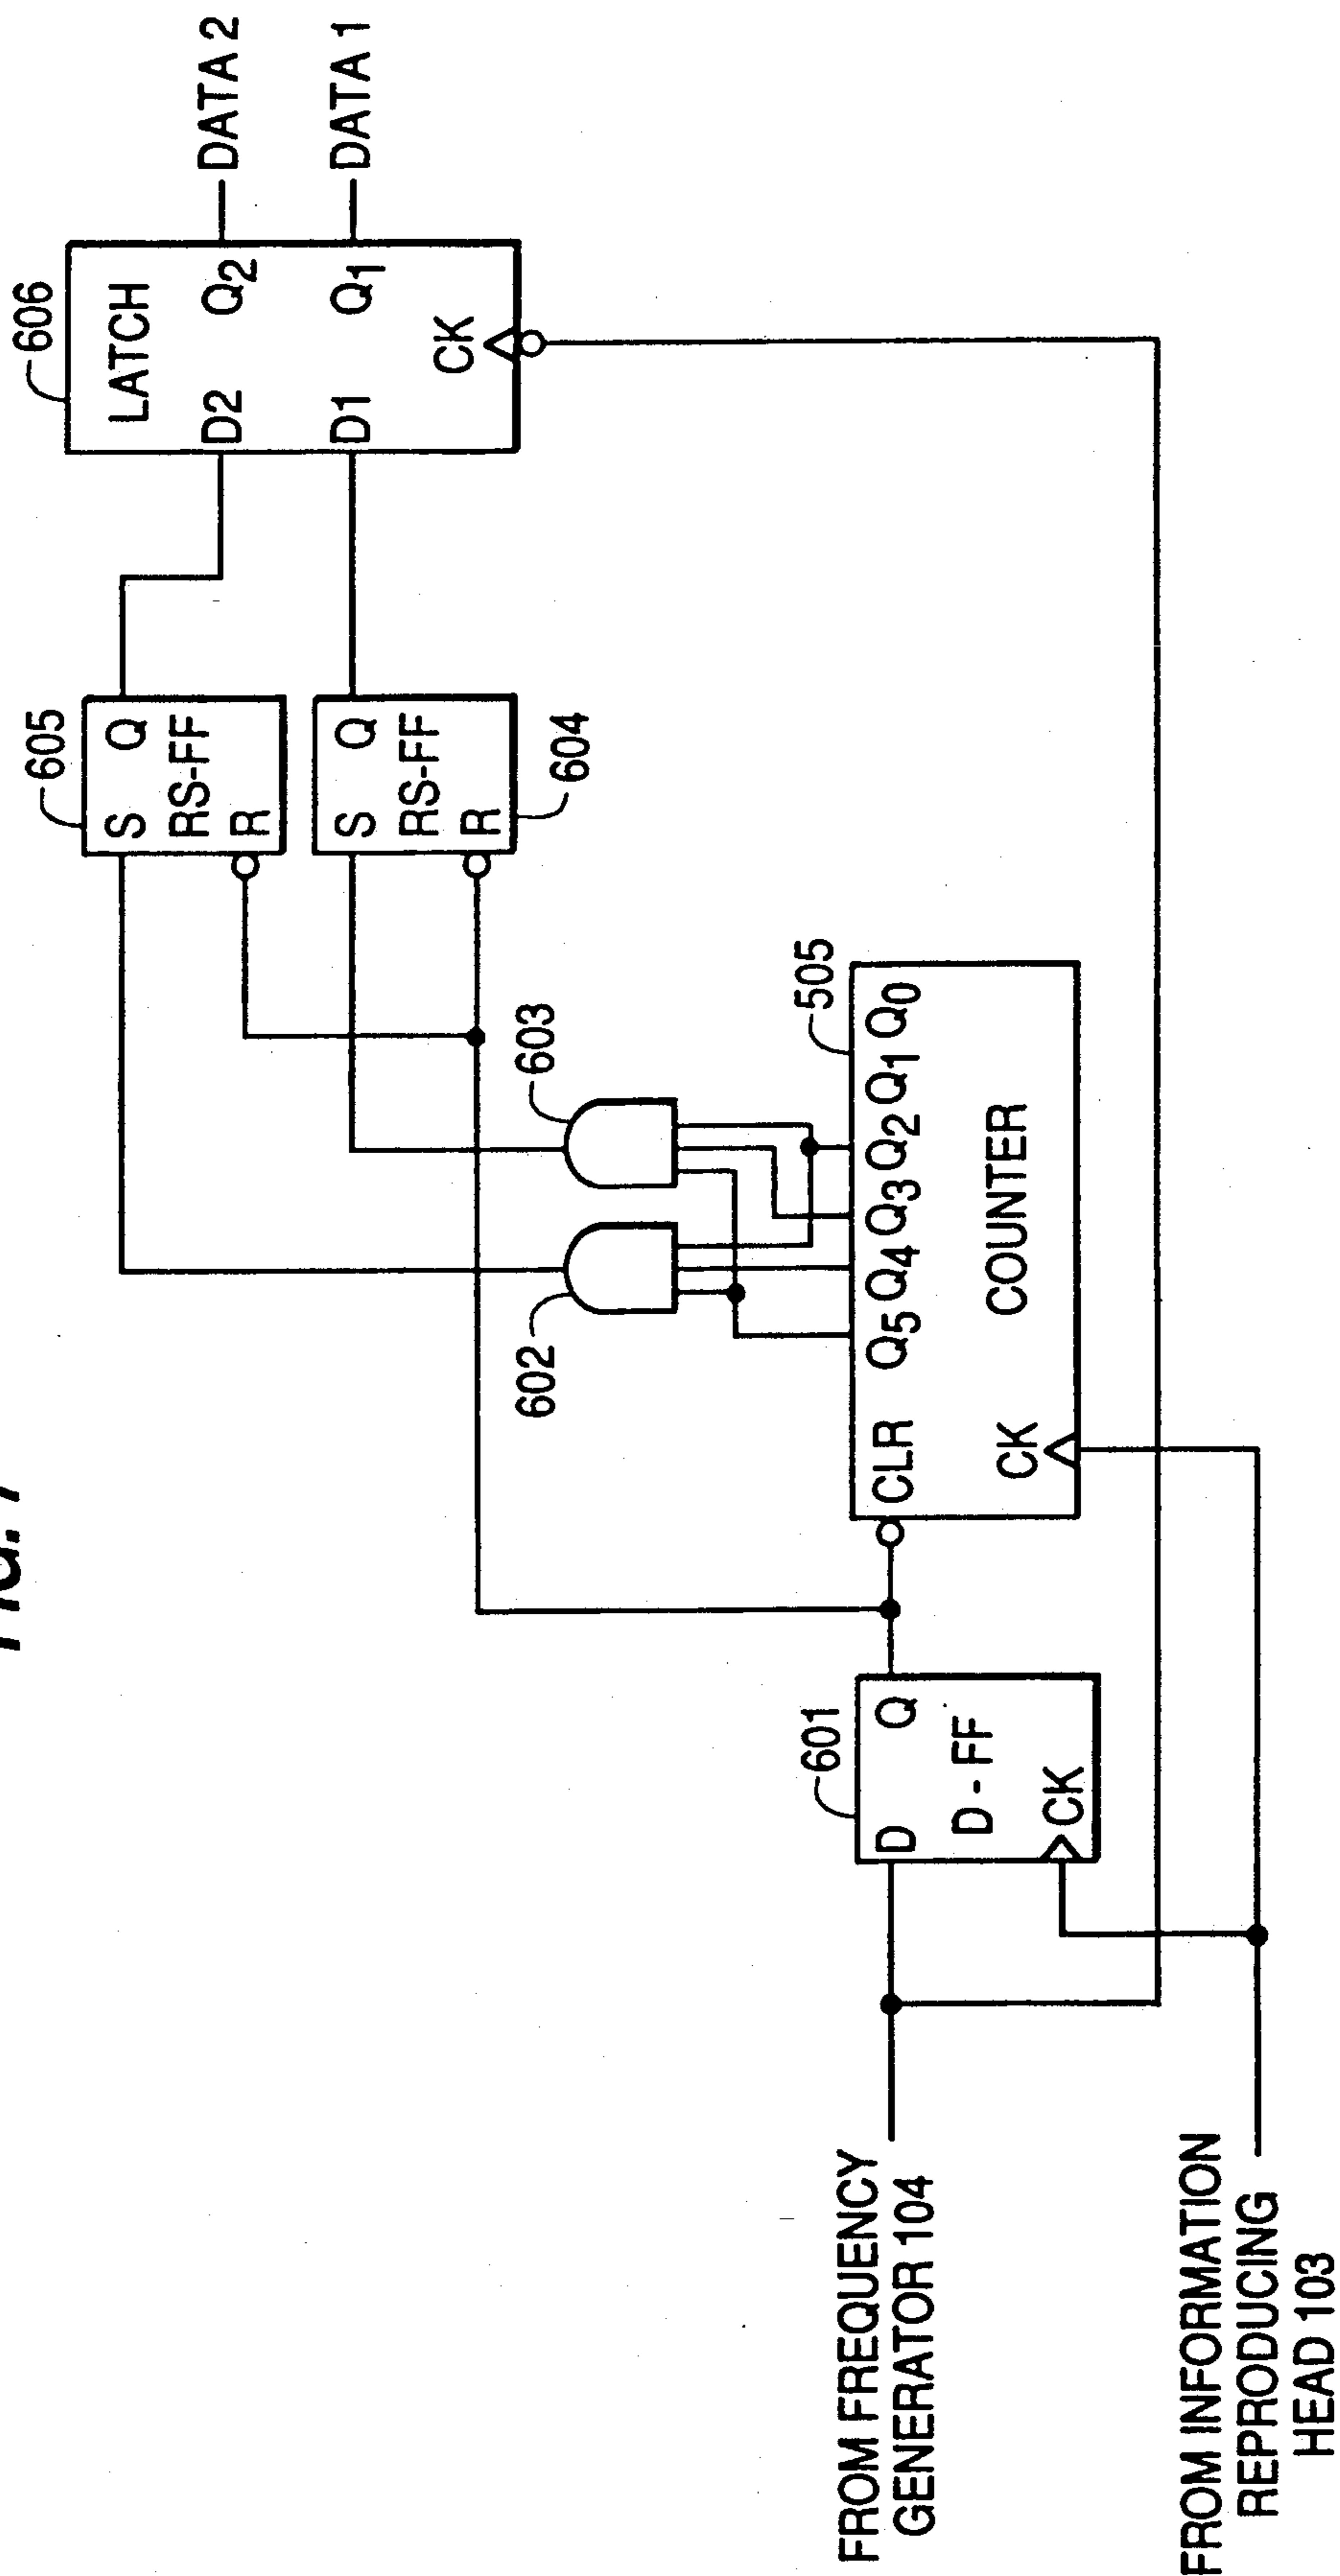 FIG. 7
606
LATCH
D2 Q2
D1 Q1
CK
DATA 2
DATA 1
605
S Q
RS-FF
R
S Q
RS-FF
R
604
603
602
505
CLR Q5 Q4 Q3 Q2 Q1 Q0
COUNTER
CK
601
D Q
D - FF
CK
FROM FREQUENCY
GENERATOR 104
FROM INFORMATION
REPRODUCING
HEAD 103